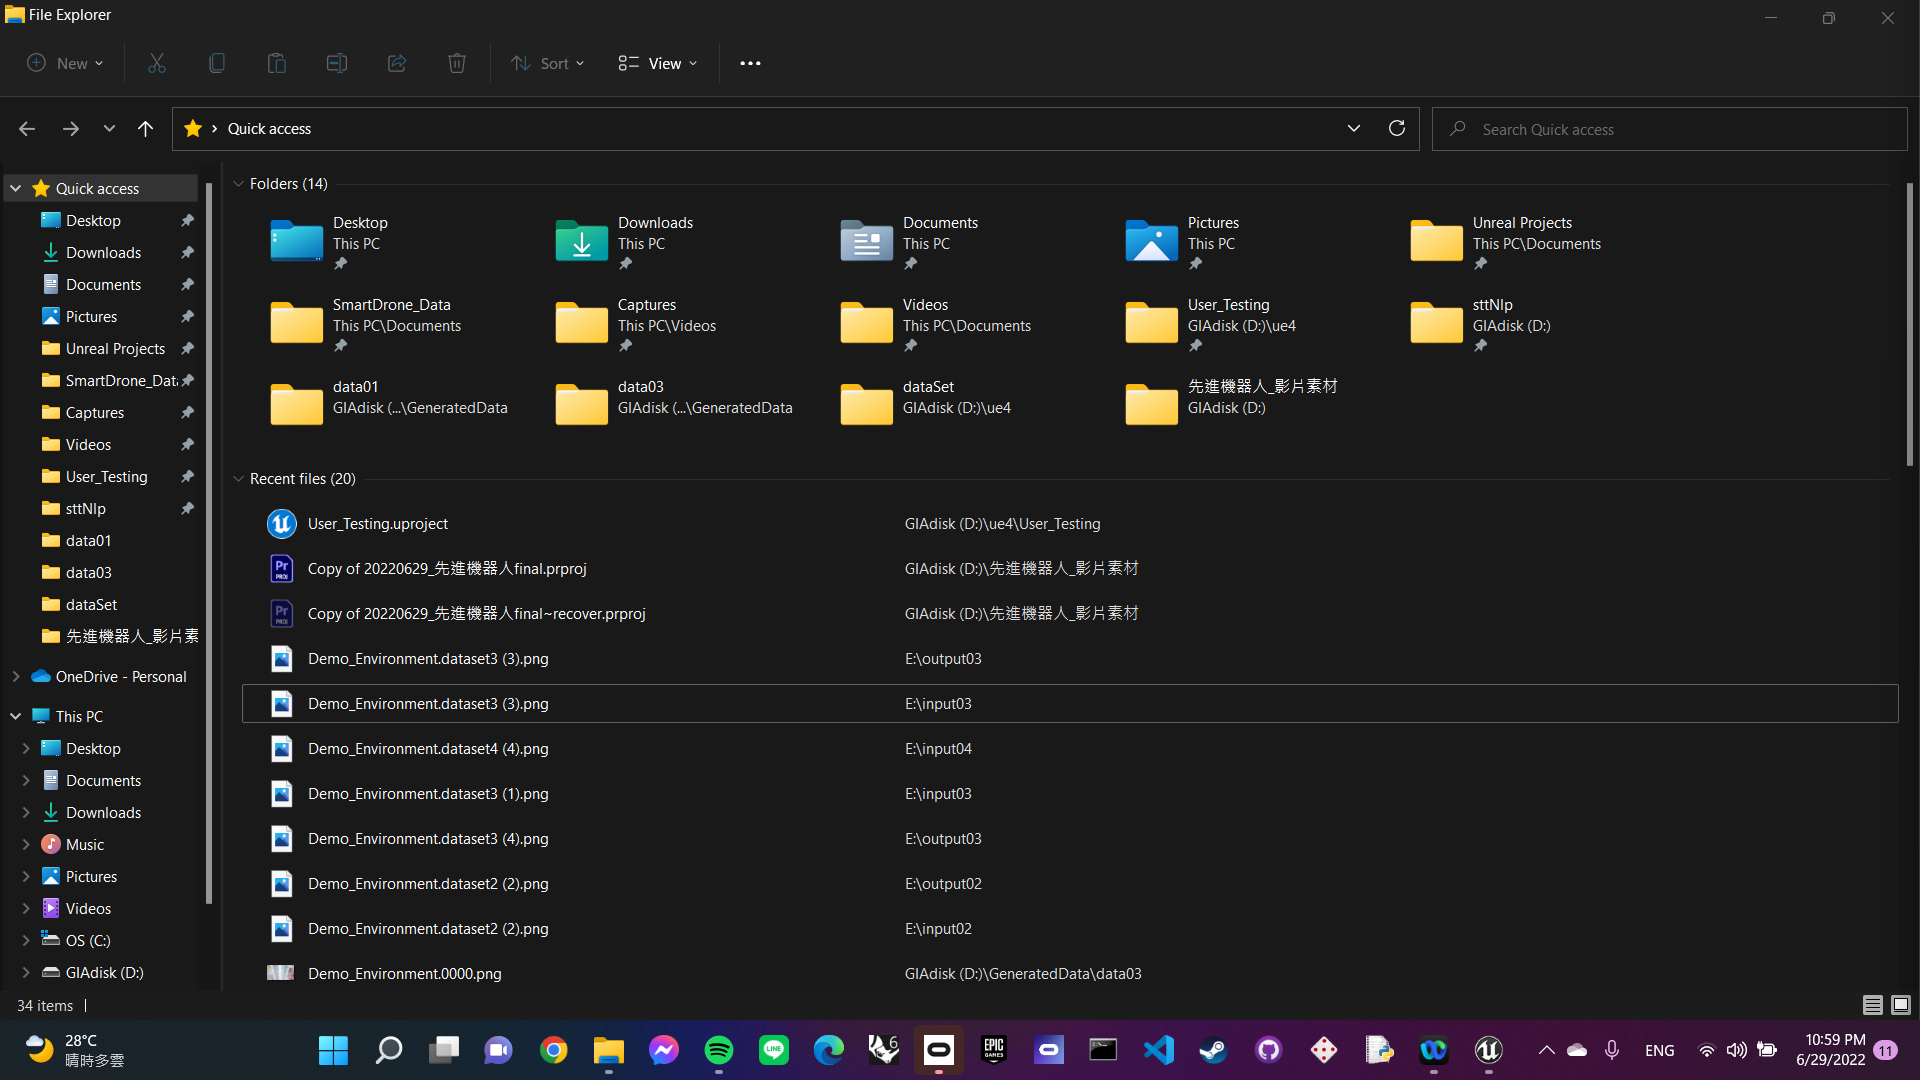 File Explorer
New
Sort
View
Quick access
Search Quick access
Quick access
Desktop
Downloads
Documents
Pictures
Unreal Projects
SmartDrone_Dat
Captures
Videos
User_Testing
sttNlp
data01
data03
dataSet
先進機器人_影片素
OneDrive - Personal
This PC
Desktop
Documents
Downloads
Music
Pictures
Videos
OS (C:)
GIAdisk (D:)
Folders (14)
Desktop
This PC
Downloads
This PC
Documents
This PC
Pictures
This PC
Unreal Projects
This PC\Documents
SmartDrone_Data
This PC\Documents
Captures
This PC\Videos
Videos
This PC\Documents
User_Testing
GIAdisk (D:)\ue4
sttNlp
GIAdisk (D:)
data01
GIAdisk (...\GeneratedData
data03
GIAdisk (...\GeneratedData
dataSet
GIAdisk (D:)\ue4
先進機器人_影片素材
GIAdisk (D:)
Recent files (20)
User_Testing.uproject GIAdisk (D:)\ue4\User_Testing
Copy of 20220629_先進機器人final.prproj GIAdisk (D:)\先進機器人_影片素材
Copy of 20220629_先進機器人final~recover.prproj GIAdisk (D:)\先進機器人_影片素材
Demo_Environment.dataset3 (3).png E:\output03
Demo_Environment.dataset3 (3).png E:\input03
Demo_Environment.dataset4 (4).png E:\input04
Demo_Environment.dataset3 (1).png E:\input03
Demo_Environment.dataset3 (4).png E:\output03
Demo_Environment.dataset2 (2).png E:\output02
Demo_Environment.dataset2 (2).png E:\input02
Demo_Environment.0000.png GIAdisk (D:)\GeneratedData\data03
34 items
28°C
晴時多雲
LINE
6
EPIC
GAMES
ENG
10:59 PM
6/29/2022
11